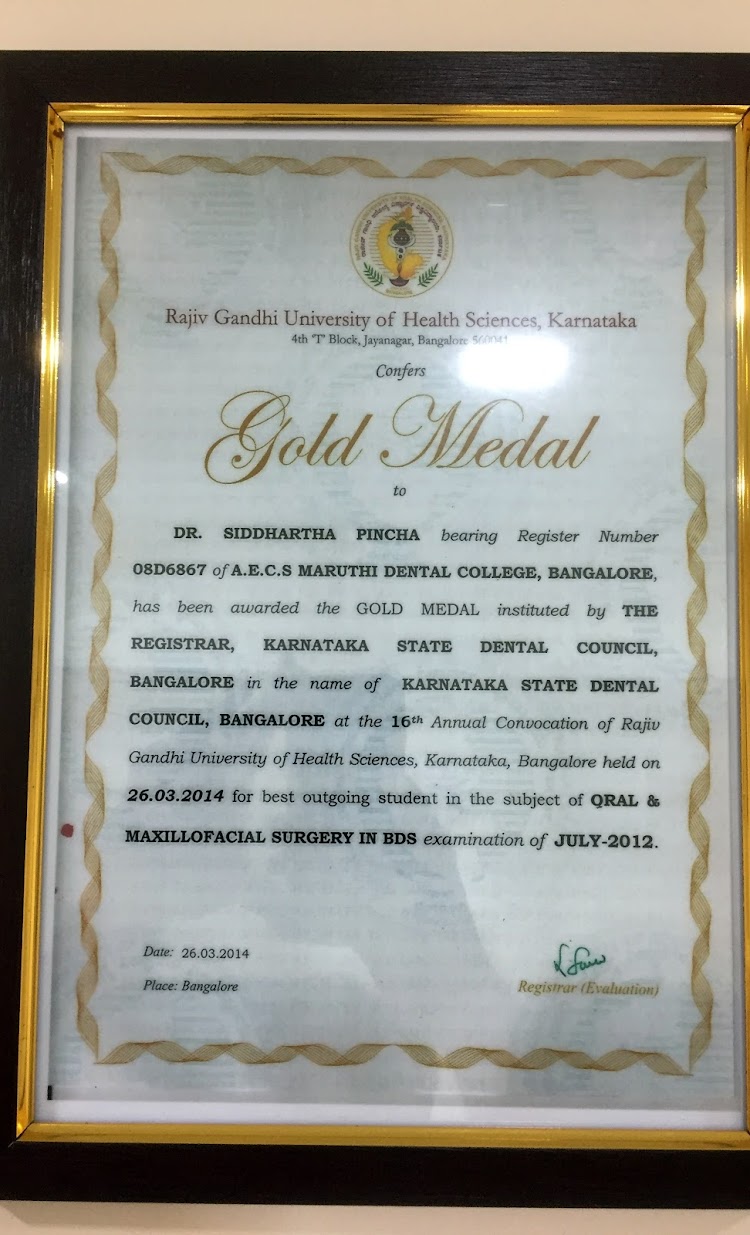 Rajiv Gandhi University of Health Sciences, Karnataka
4th 'T' Block, Jayanagar, Bangalore 560041
Confers
Gold Medal
to
DR. SIDDHARTHA PINCHA bearing Register Number
08D6867 of A.E.C.S MARUTHI DENTAL COLLEGE, BANGALORE,
has been awarded the GOLD MEDAL instituted by THE
REGISTRAR, KARNATAKA STATE DENTAL COUNCIL,
BANGALORE in the name of KARNATAKA STATE DENTAL
COUNCIL, BANGALORE at the 16th Annual Convocation of Rajiv
Gandhi University of Health Sciences, Karnataka, Bangalore held on
26.03.2014 for best outgoing student in the subject of ORAL &
MAXILLOFACIAL SURGERY IN BDS examination of JULY-2012.
Date: 26.03.2014
Place: Bangalore
Registrar (Evaluation)